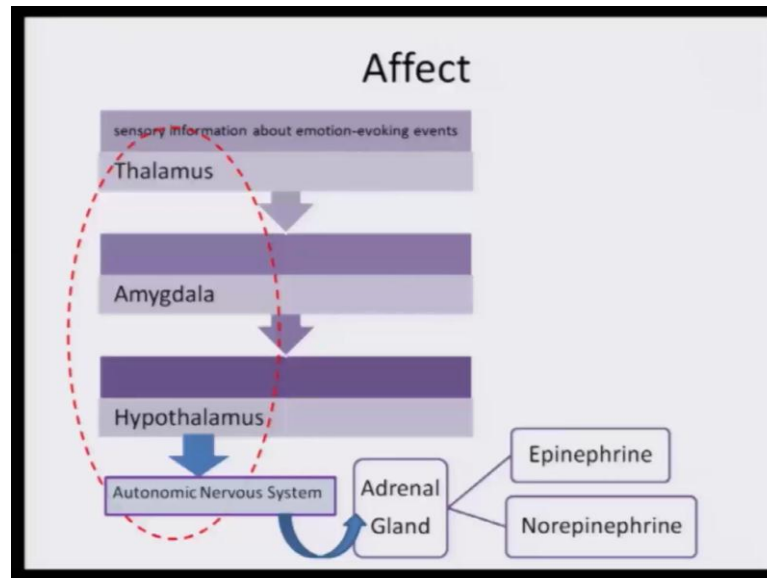 Affect
sensory information about emotion-evoking events
Thalamus
Amygdala
Hypothalamus
Autonomic Nervous System
Adrenal
Gland
Epinephrine
Norepinephrine